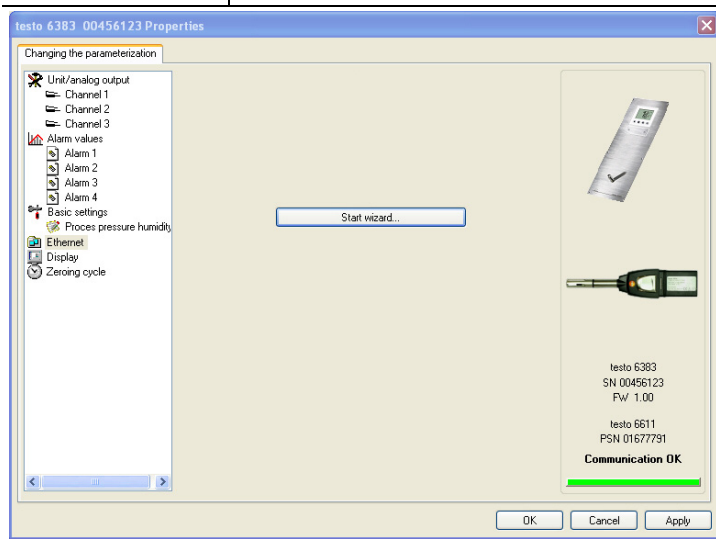 testo 6383 00456123 Properties
Changing the parameterization
Unit/analog output
Channel 1
Channel 2
Channel 3
Alarm values
Alarm 1
Alarm 2
Alarm 3
Alarm 4
Basic settings
Proces pressure humidity
Ethernet
Display
Zeroing cycle
Start wizard...
testo 6383
SN 00456123
FW 1.00
testo 6611
PSN 01677791
Communication OK
OK
Cancel
Apply